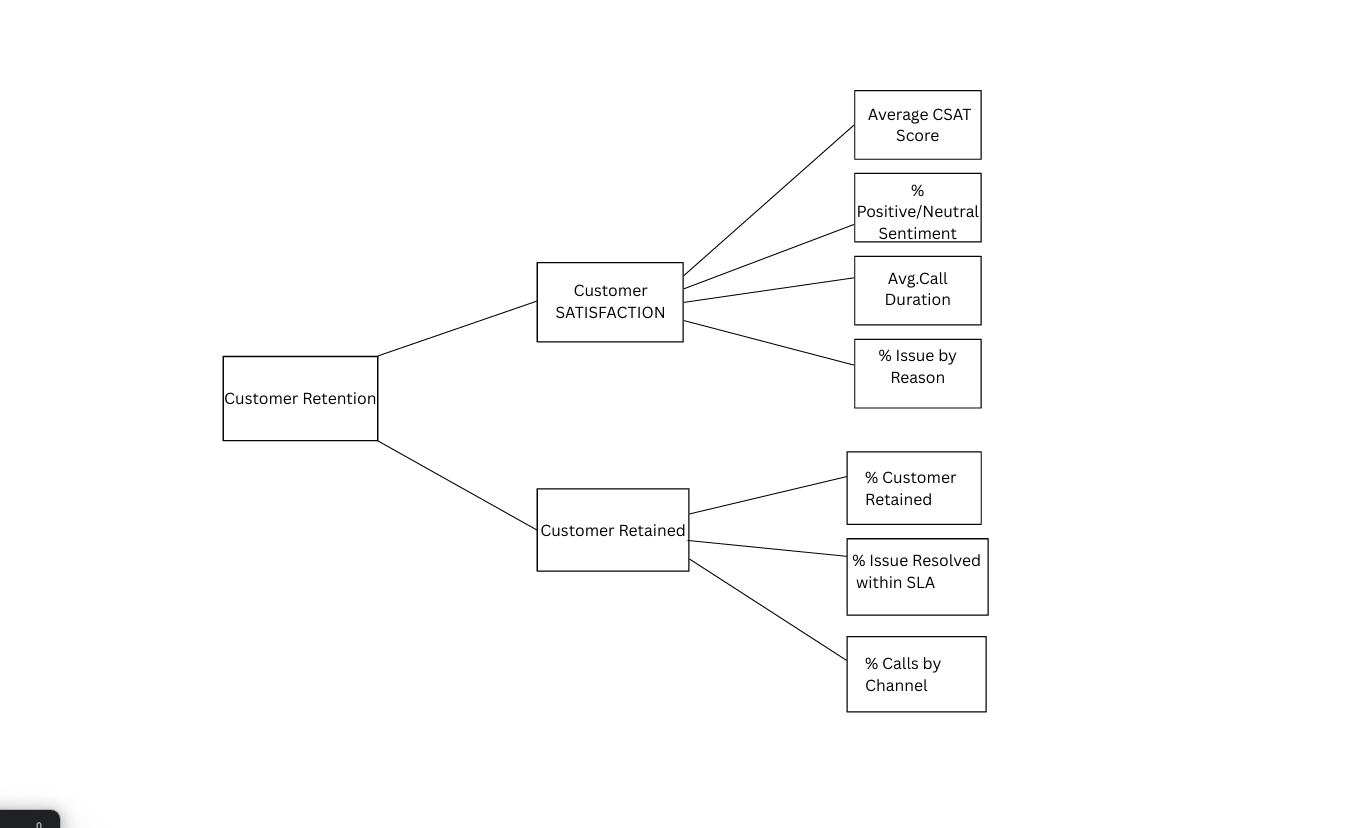 Average CSAT
Score
%
Positive/Neutral
Sentiment
Avg.Call
Duration
% Issue by
Reason
Customer
SATISFACTION
Customer Retention
Customer Retained
% Customer
Retained
% Issue Resolved
within SLA
% Calls by
Channel